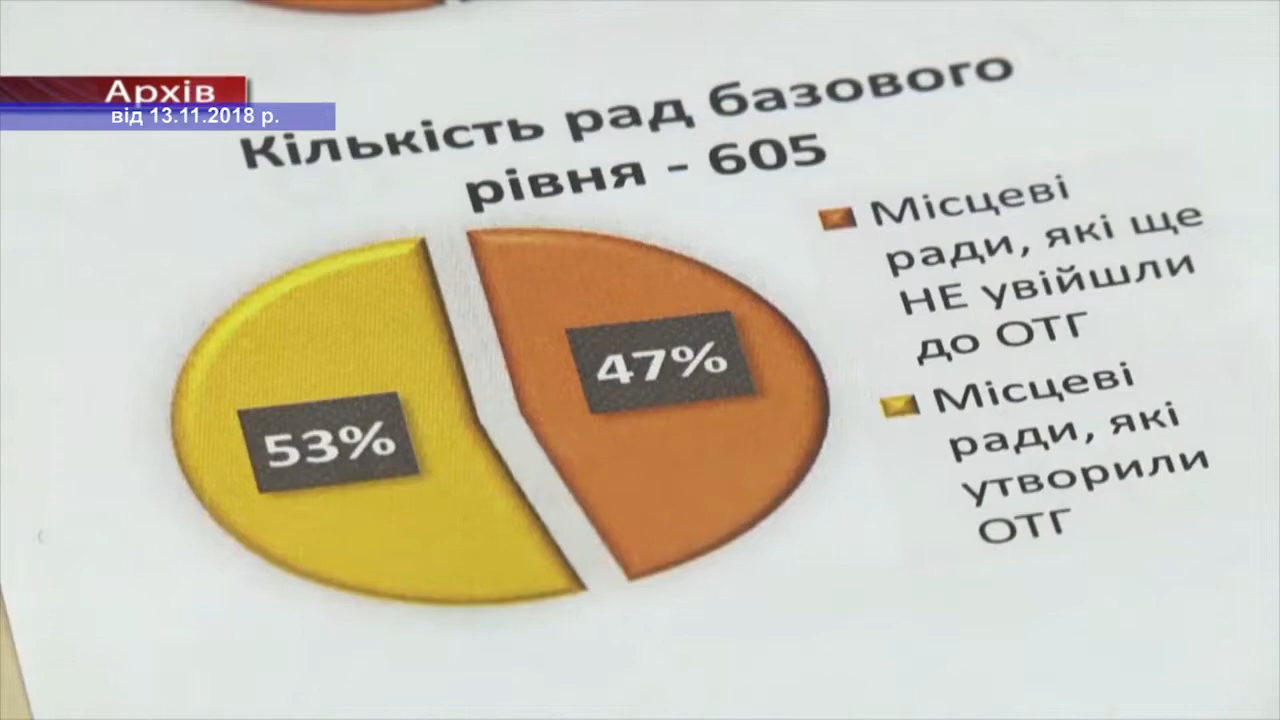 Архів
від 13.11.2018 р.
Кількість рад базового
рівня - 605
53%
47%
Місцеві
ради, які ще
НЕ увійшли
до ОТГ
Місцеві
ради, які
утворили
ОТГ